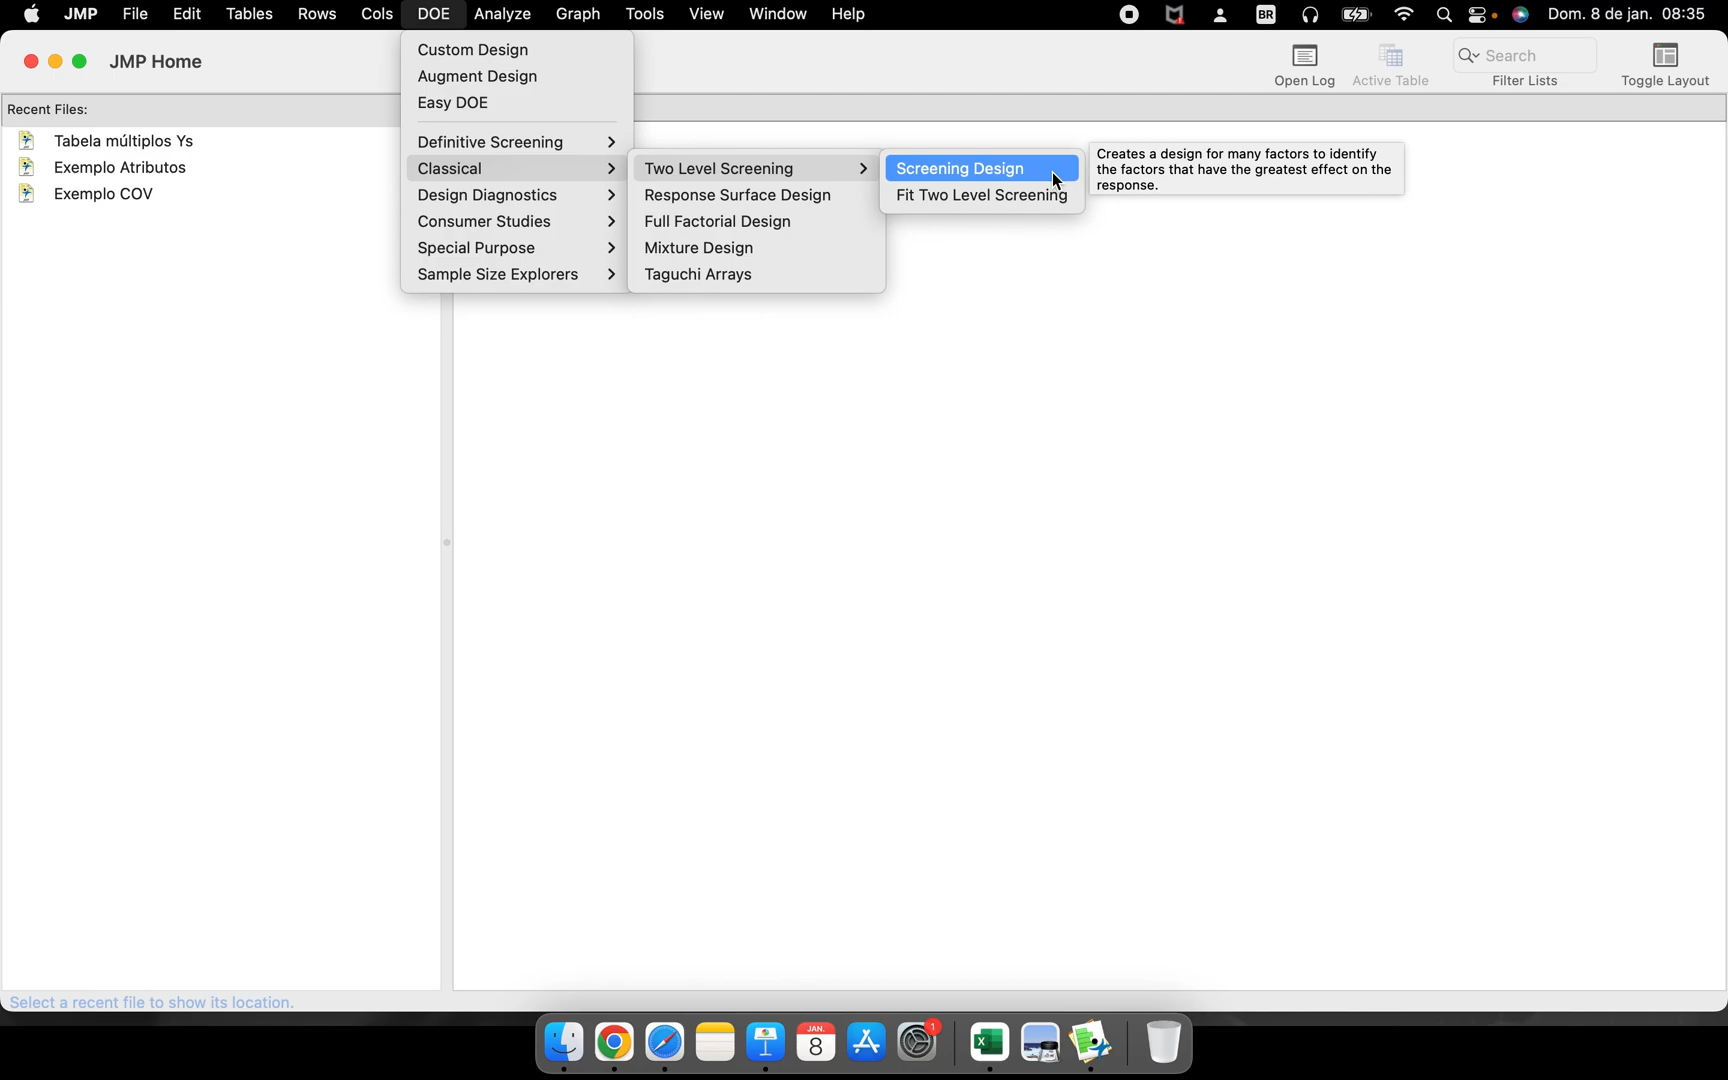 JMP File Edit Tables Rows Cols DOE Analyze Graph Tools View Window Help BR Dom. 8 de jan. 08:35
JMP Home
Custom Design
Augment Design
Easy DOE
Definitive Screening
Classical
Design Diagnostics
Consumer Studies
Special Purpose
Sample Size Explorers
Two Level Screening
Response Surface Design
Full Factorial Design
Mixture Design
Taguchi Arrays
Screening Design
Fit Two Level Screening
Creates a design for many factors to identify
the factors that have the greatest effect on the
response.
Open Log
Active Table
Search
Filter Lists
Toggle Layout
Recent Files:
Tabela múltiplos Ys
Exemplo Atributos
Exemplo COV
Select a recent file to show its location.
JAN.
8
1
X